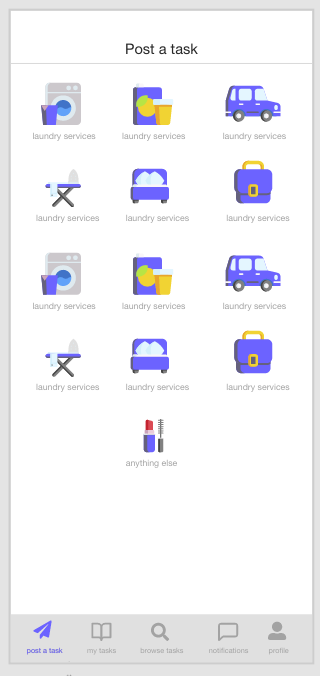 Post a task
laundry services laundry services laundry services
laundry services laundry services laundry services
laundry services laundry services laundry services
laundry services laundry services laundry services
anything else
post a task my tasks browse tasks notifications profile